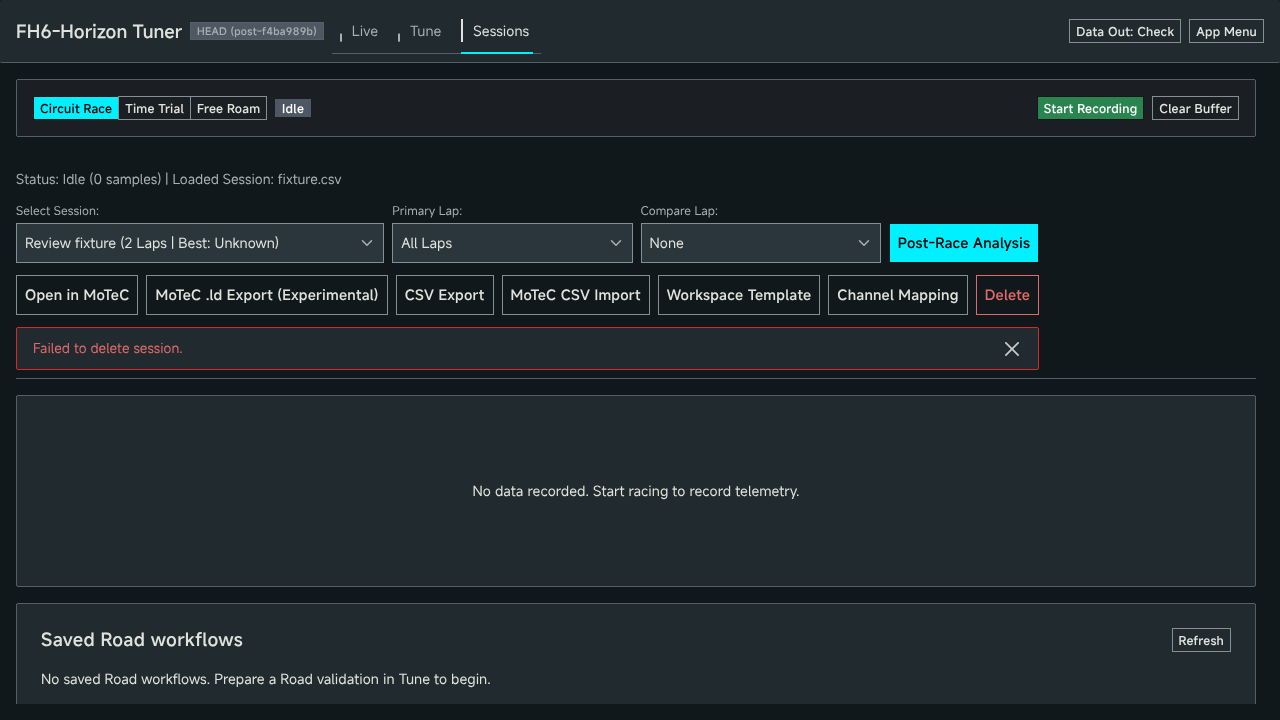 FH6-Horizon Tuner HEAD (post-f4ba989b) Live Tune Sessions Data Out: Check App Menu
Circuit Race Time Trial Free Roam Idle Start Recording Clear Buffer
Status: Idle (0 samples) | Loaded Session: fixture.csv
Select Session: Primary Lap: Compare Lap:
Review fixture (2 Laps | Best: Unknown) All Laps None Post-Race Analysis
Open in MoTeC MoTeC .ld Export (Experimental) CSV Export MoTeC CSV Import Workspace Template Channel Mapping Delete
Failed to delete session.
No data recorded. Start racing to record telemetry.
Saved Road workflows Refresh
No saved Road workflows. Prepare a Road validation in Tune to begin.